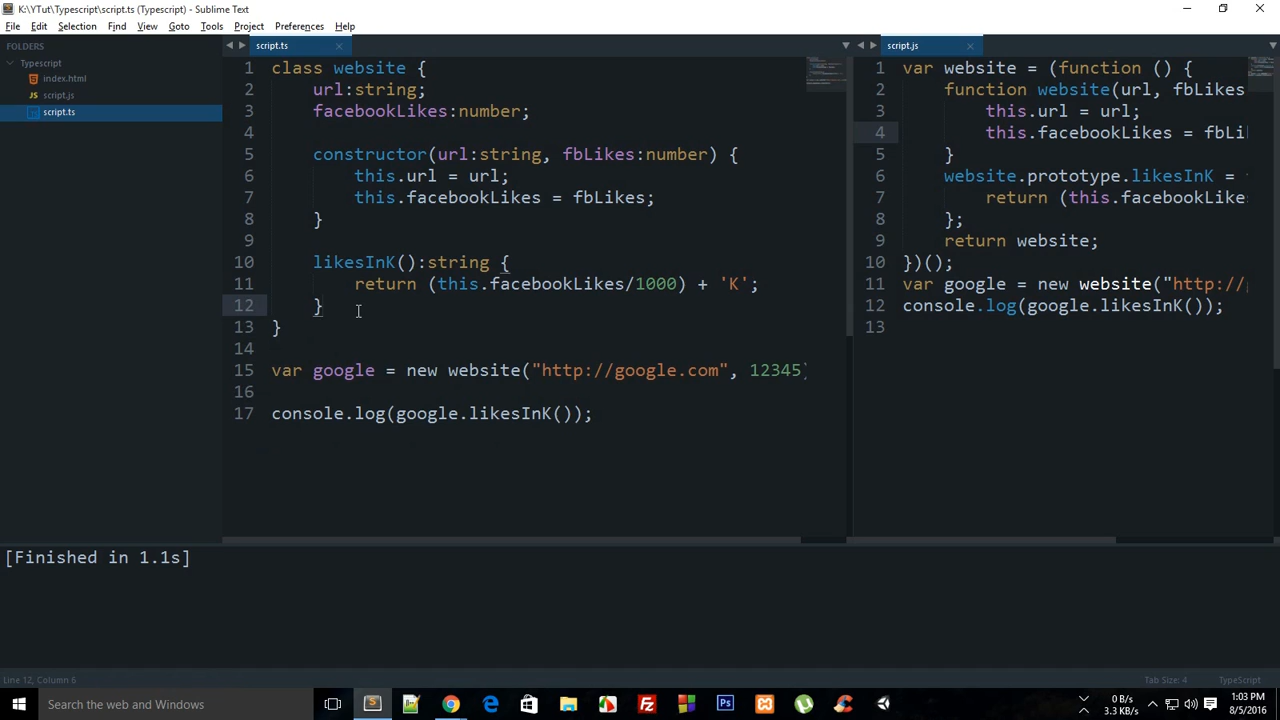 K:\YTut\Typescript\script.ts (Typescript) - Sublime Text
File Edit Selection Find View Goto Tools Project Preferences Help
FOLDERS
Typescript
index.html
script.js
script.ts
script.ts
1 class website {
2 url:string;
3 facebookLikes:number;
4
5 constructor(url:string, fbLikes:number) {
6 this.url = url;
7 this.facebookLikes = fbLikes;
8 }
9
10 likesInK():string {
11 return (this.facebookLikes/1000) + 'K';
12 }
13 }
14
15 var google = new website("http://google.com", 12345)
16
17 console.log(google.likesInK());
script.js
1 var website = (function () {
2 function website(url, fbLikes
3 this.url = url;
4 this.facebookLikes = fbLi
5 }
6 website.prototype.likesInK =
7 return (this.facebookLike
8 };
9 return website;
10 })();
11 var google = new website("http://
12 console.log(google.likesInK());
13
[Finished in 1.1s]
Line 12, Column 6
Tab Size: 4
TypeScript
Search the web and Windows
0 B/s
3.3 KB/s
1:03 PM
8/5/2016